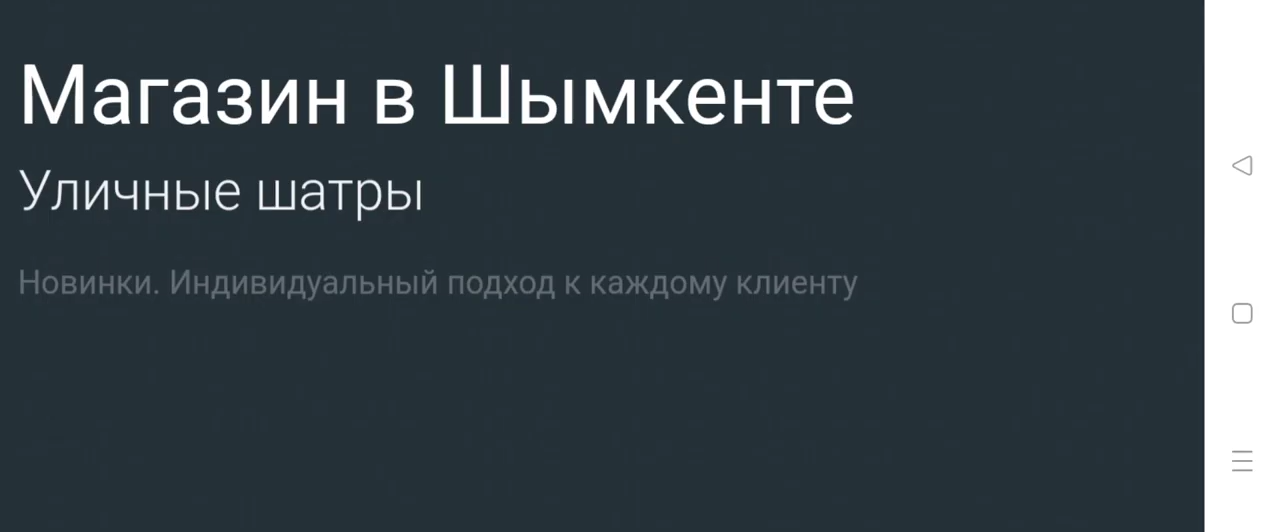 Магазин в Шымкенте
Уличные шатры
Новинки. Индивидуальный подход к каждому клиенту